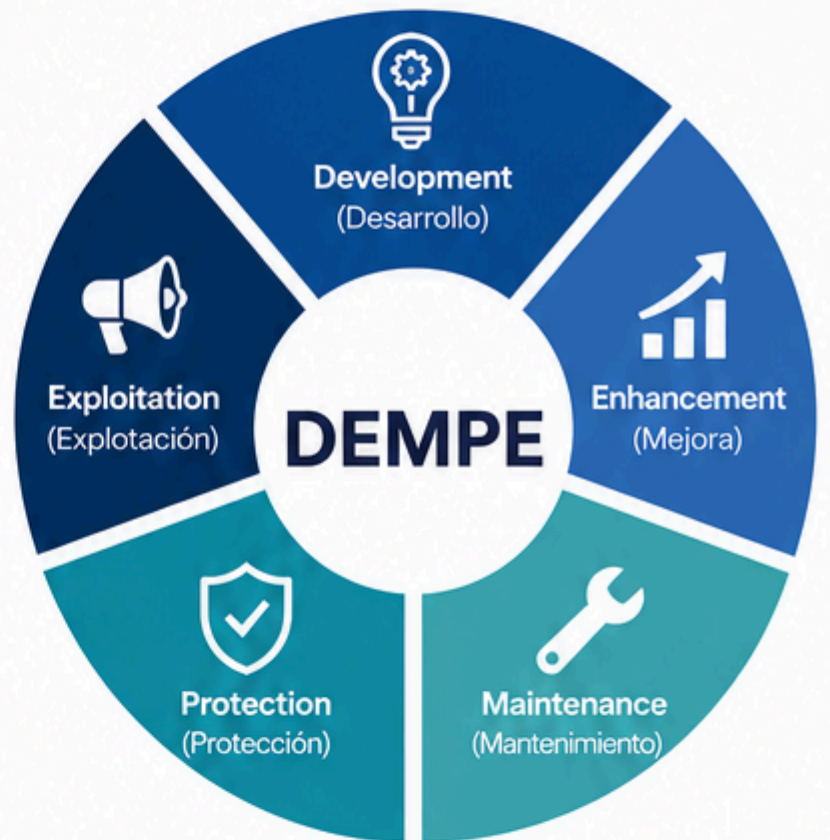 Development
(Desarrollo)
Enhancement
(Mejora)
Maintenance
(Mantenimiento)
Protection
(Protección)
Exploitation
(Explotación)
DEMPE